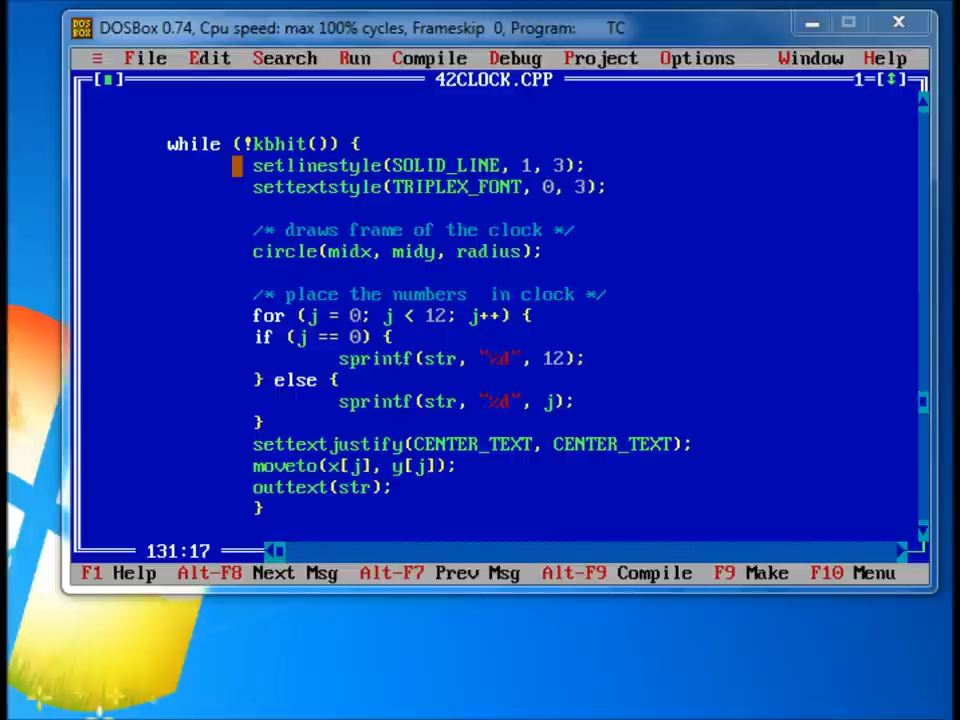 DOSBox 0.74, Cpu speed: max 100% cycles, Frameskip 0, Program: TC
≡ File Edit Search Run Compile Debug Project Options Window Help
[■] 42CLOCK.CPP 1=[↕]
while (!kbhit()) {
setlinestyle(SOLID_LINE, 1, 3);
settextstyle(TRIPLEX_FONT, 0, 3);
/* draws frame of the clock */
circle(midx, midy, radius);
/* place the numbers  in clock */
for (j = 0; j < 12; j++) {
if (j == 0) {
sprintf(str, "%d", 12);
} else {
sprintf(str, "%d", j);
}
settextjustify(CENTER_TEXT, CENTER_TEXT);
moveto(x[j], y[j]);
outtext(str);
}
131:17
F1 Help Alt-F8 Next Msg Alt-F7 Prev Msg Alt-F9 Compile F9 Make F10 Menu